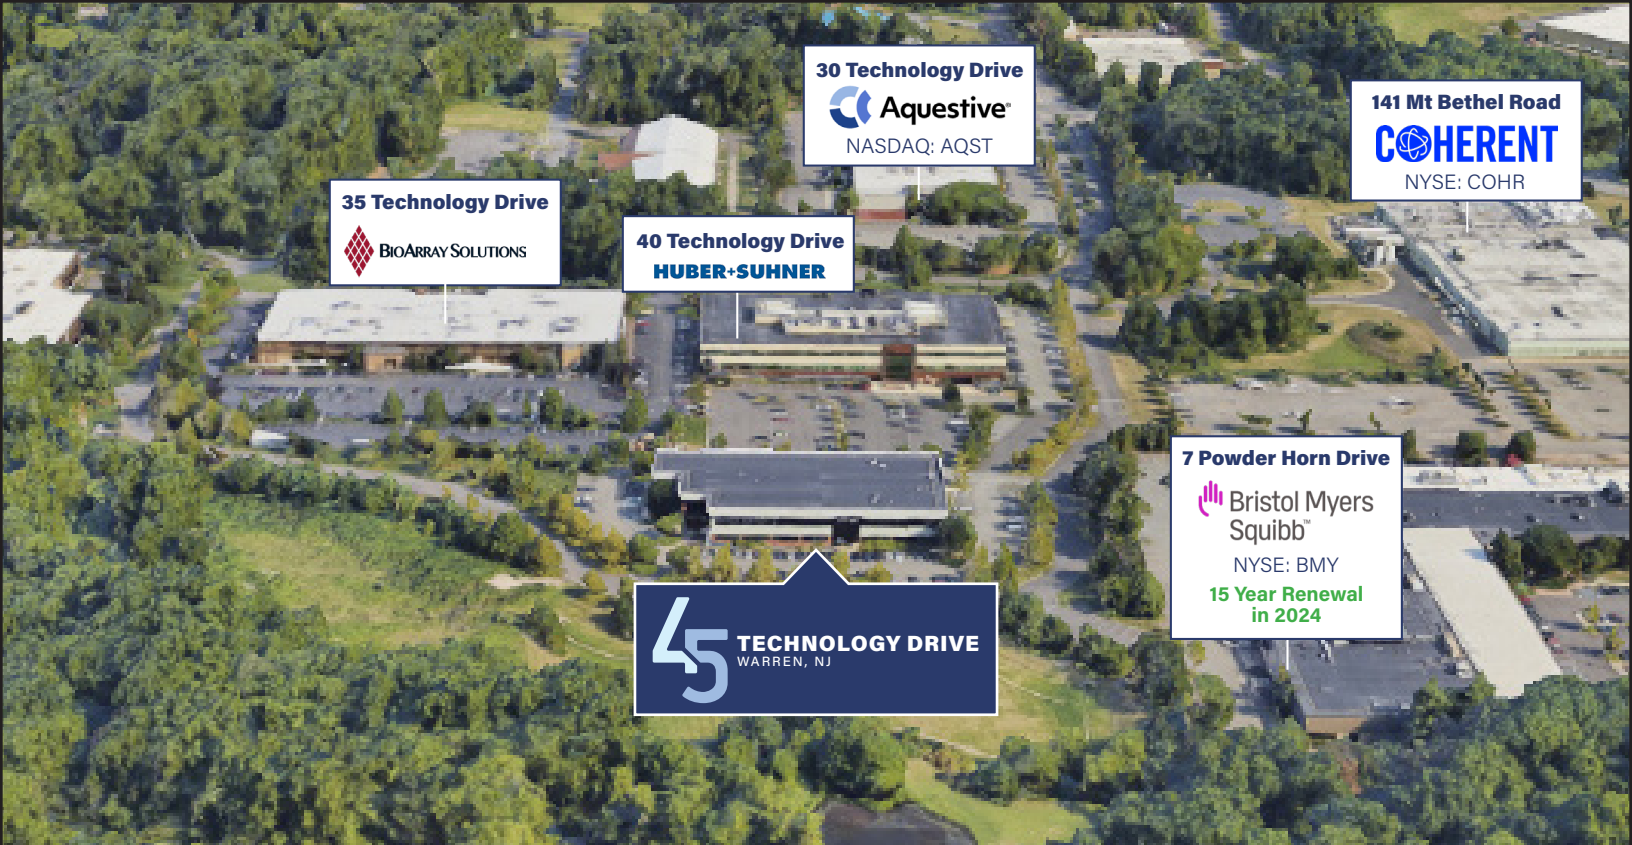 30 Technology Drive
Aquestive®
NASDAQ: AQST
141 Mt Bethel Road
COHERENT
NYSE: COHR
35 Technology Drive
BIOARRAY SOLUTIONS
40 Technology Drive
HUBER+SUHNER
7 Powder Horn Drive
Bristol Myers
Squibb™
NYSE: BMY
15 Year Renewal
in 2024
45 TECHNOLOGY DRIVE
WARREN, NJ